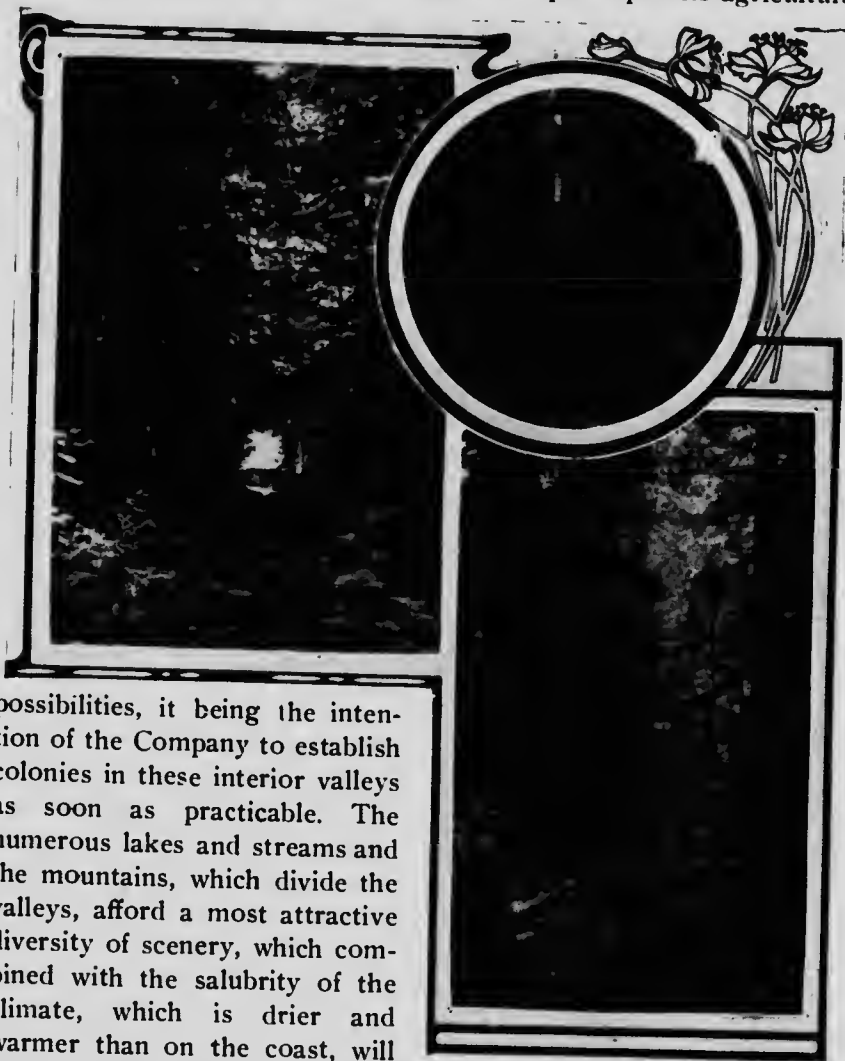 agricultural
possibilities, it being the inten-
tion of the Company to establish
colonies in these interior valleys
as soon as practicable. The
numerous lakes and streams and
the mountains, which divide the
valleys, afford a most attractive
diversity of scenery, which com-
bined with the salubrity of the
climate, which is drier and
warmer than on the coast, will